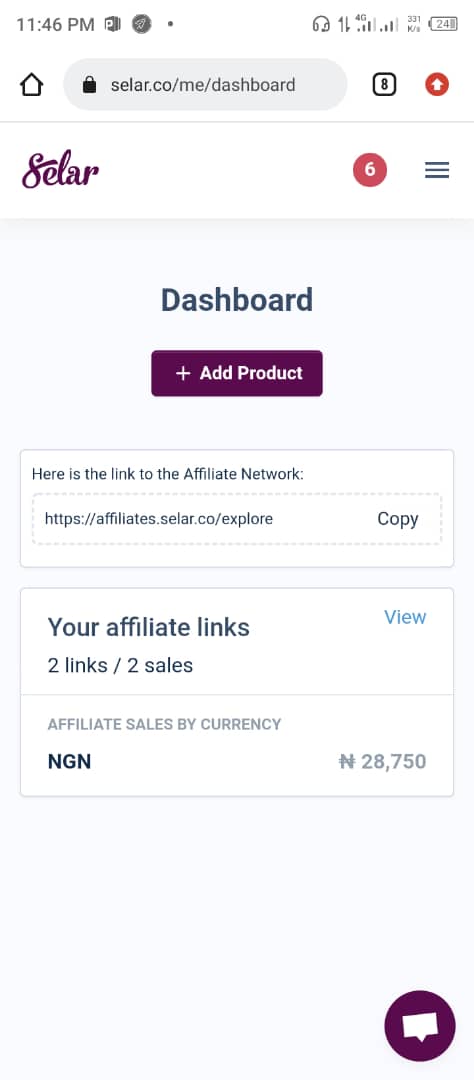 11:46 PM
4G
331 K/s
24
selar.co/me/dashboard
8
Selar
6
Dashboard
+ Add Product
Here is the link to the Affiliate Network:
https://affiliates.selar.co/explore Copy
Your affiliate links View
2 links / 2 sales
AFFILIATE SALES BY CURRENCY
NGN ₦ 28,750